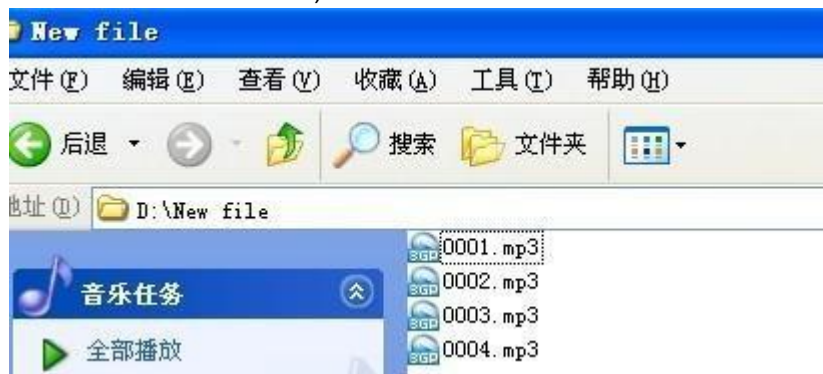 New file
文件(F) 编辑(E) 查看(V) 收藏(A) 工具(T) 帮助(H)
后退 搜索 文件夹
地址(D) D:\New file
0001.mp3
音乐任务 0002.mp3
0003.mp3
全部播放 0004.mp3